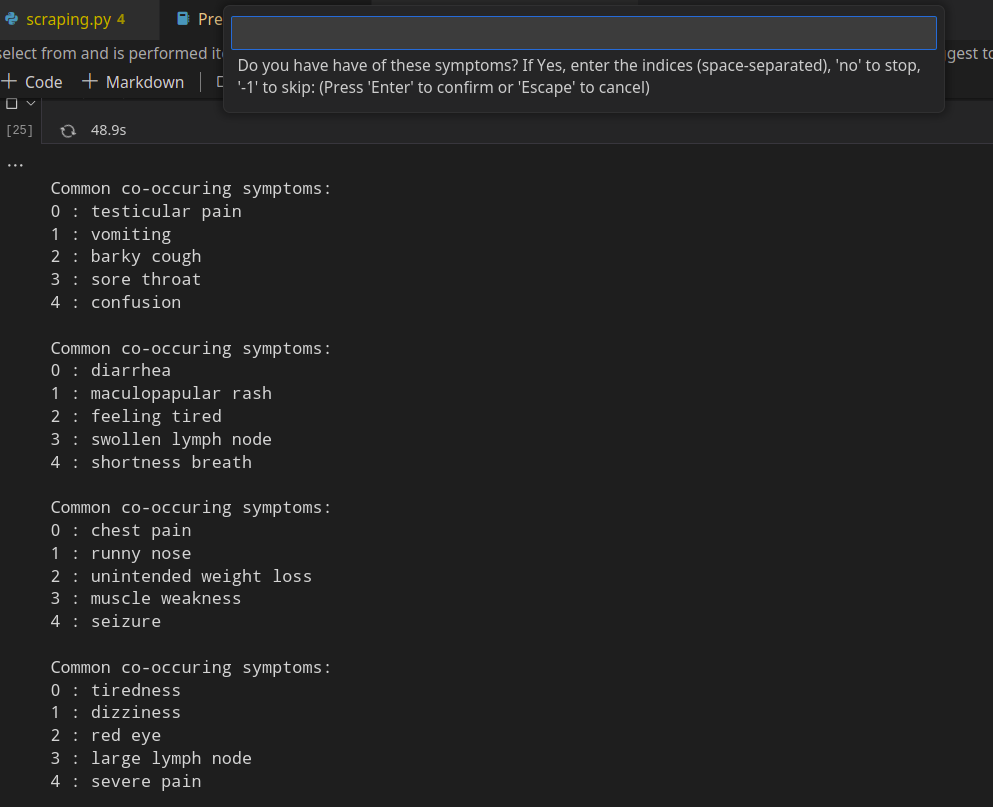 scraping.py 4
Pre
select from and is performed it
gest to
Do you have have of these symptoms? If Yes, enter the indices (space-separated), 'no' to stop,
'-1' to skip: (Press 'Enter' to confirm or 'Escape' to cancel)
+ Code + Markdown
[25] 48.9s
...
Common co-occuring symptoms:
0 : testicular pain
1 : vomiting
2 : barky cough
3 : sore throat
4 : confusion
Common co-occuring symptoms:
0 : diarrhea
1 : maculopapular rash
2 : feeling tired
3 : swollen lymph node
4 : shortness breath
Common co-occuring symptoms:
0 : chest pain
1 : runny nose
2 : unintended weight loss
3 : muscle weakness
4 : seizure
Common co-occuring symptoms:
0 : tiredness
1 : dizziness
2 : red eye
3 : large lymph node
4 : severe pain